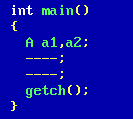 int main()
{
A a1,a2;
----;
----;
getch();
}